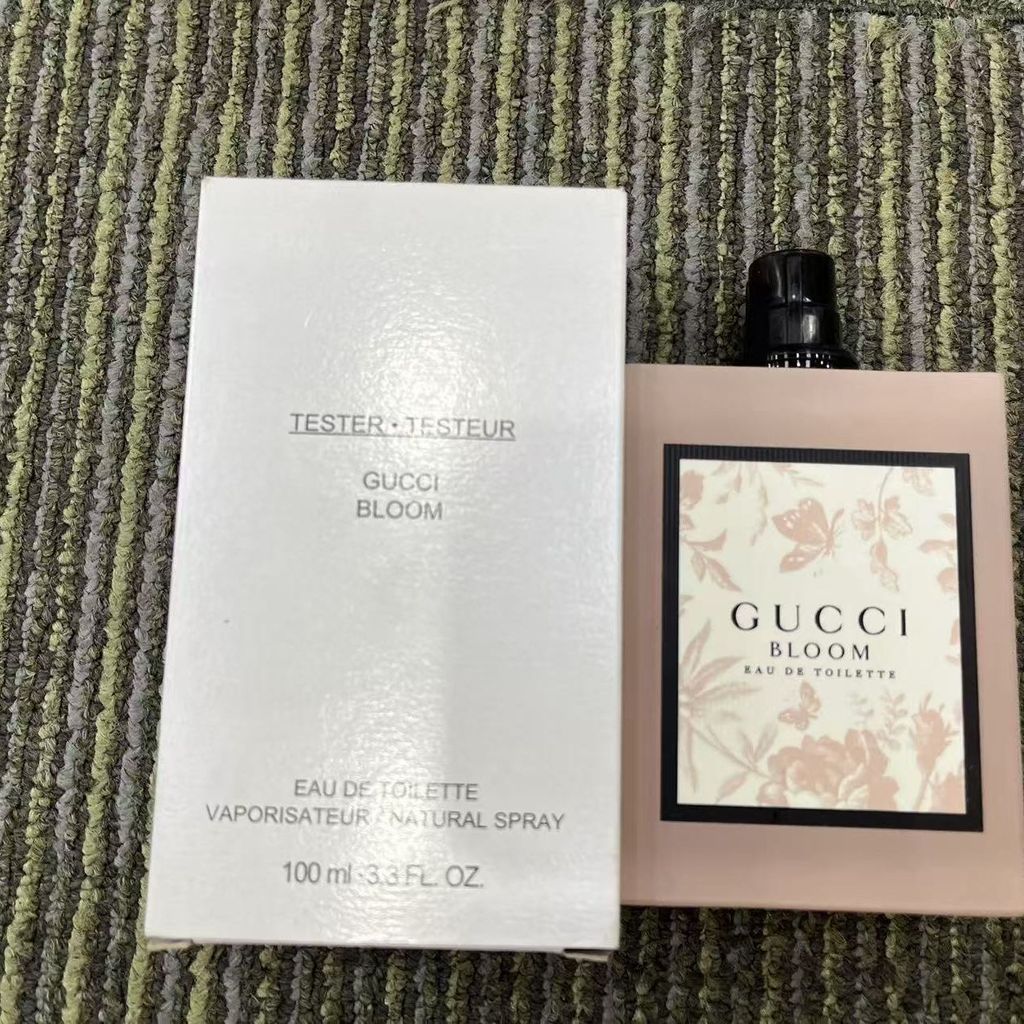 TESTER • TESTEUR
GUCCI
BLOOM
EAU DE TOILETTE
VAPORISATEUR · NATURAL SPRAY
100 ml · 3.3 FL. OZ.
GUCCI
BLOOM
EAU DE TOILETTE